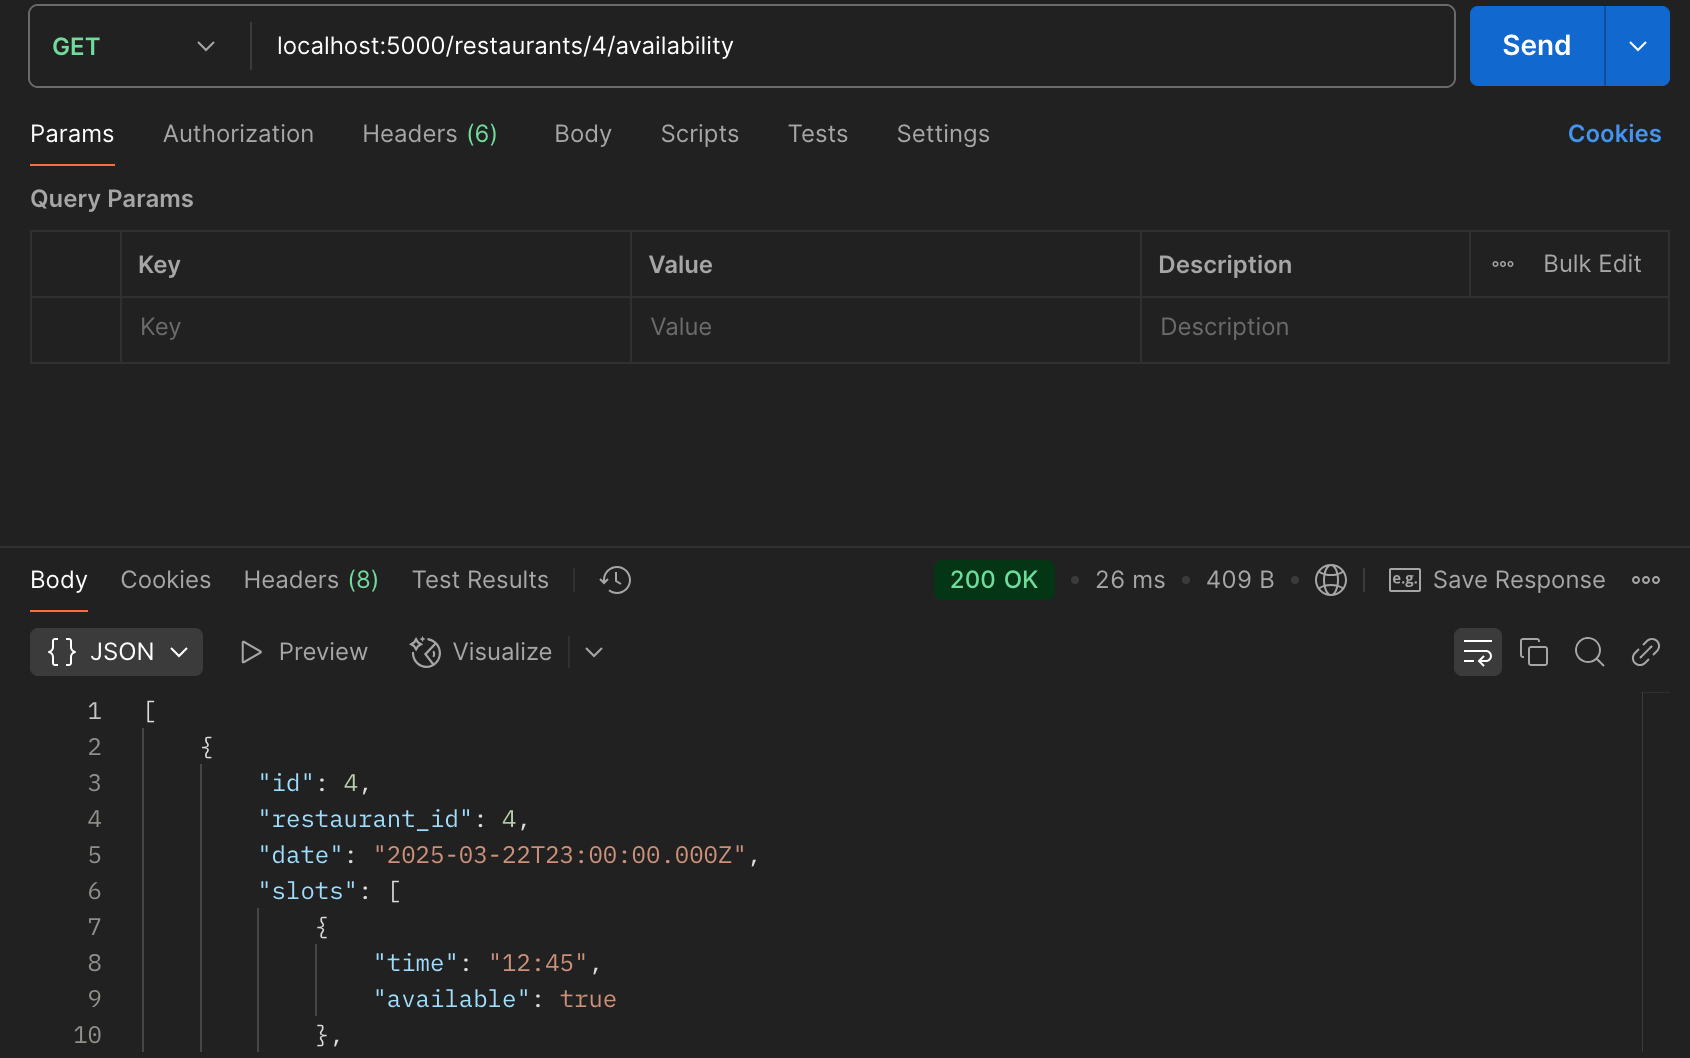 GET localhost:5000/restaurants/4/availability Send
Params Authorization Headers (6) Body Scripts Tests Settings Cookies
Query Params
Key Value Description Bulk Edit
Key Value Description
Body Cookies Headers (8) Test Results 200 OK • 26 ms • 409 B • e.g. Save Response
{} JSON Preview Visualize
1 [
2 {
3 "id": 4,
4 "restaurant_id": 4,
5 "date": "2025-03-22T23:00:00.000Z",
6 "slots": [
7 {
8 "time": "12:45",
9 "available": true
10 },